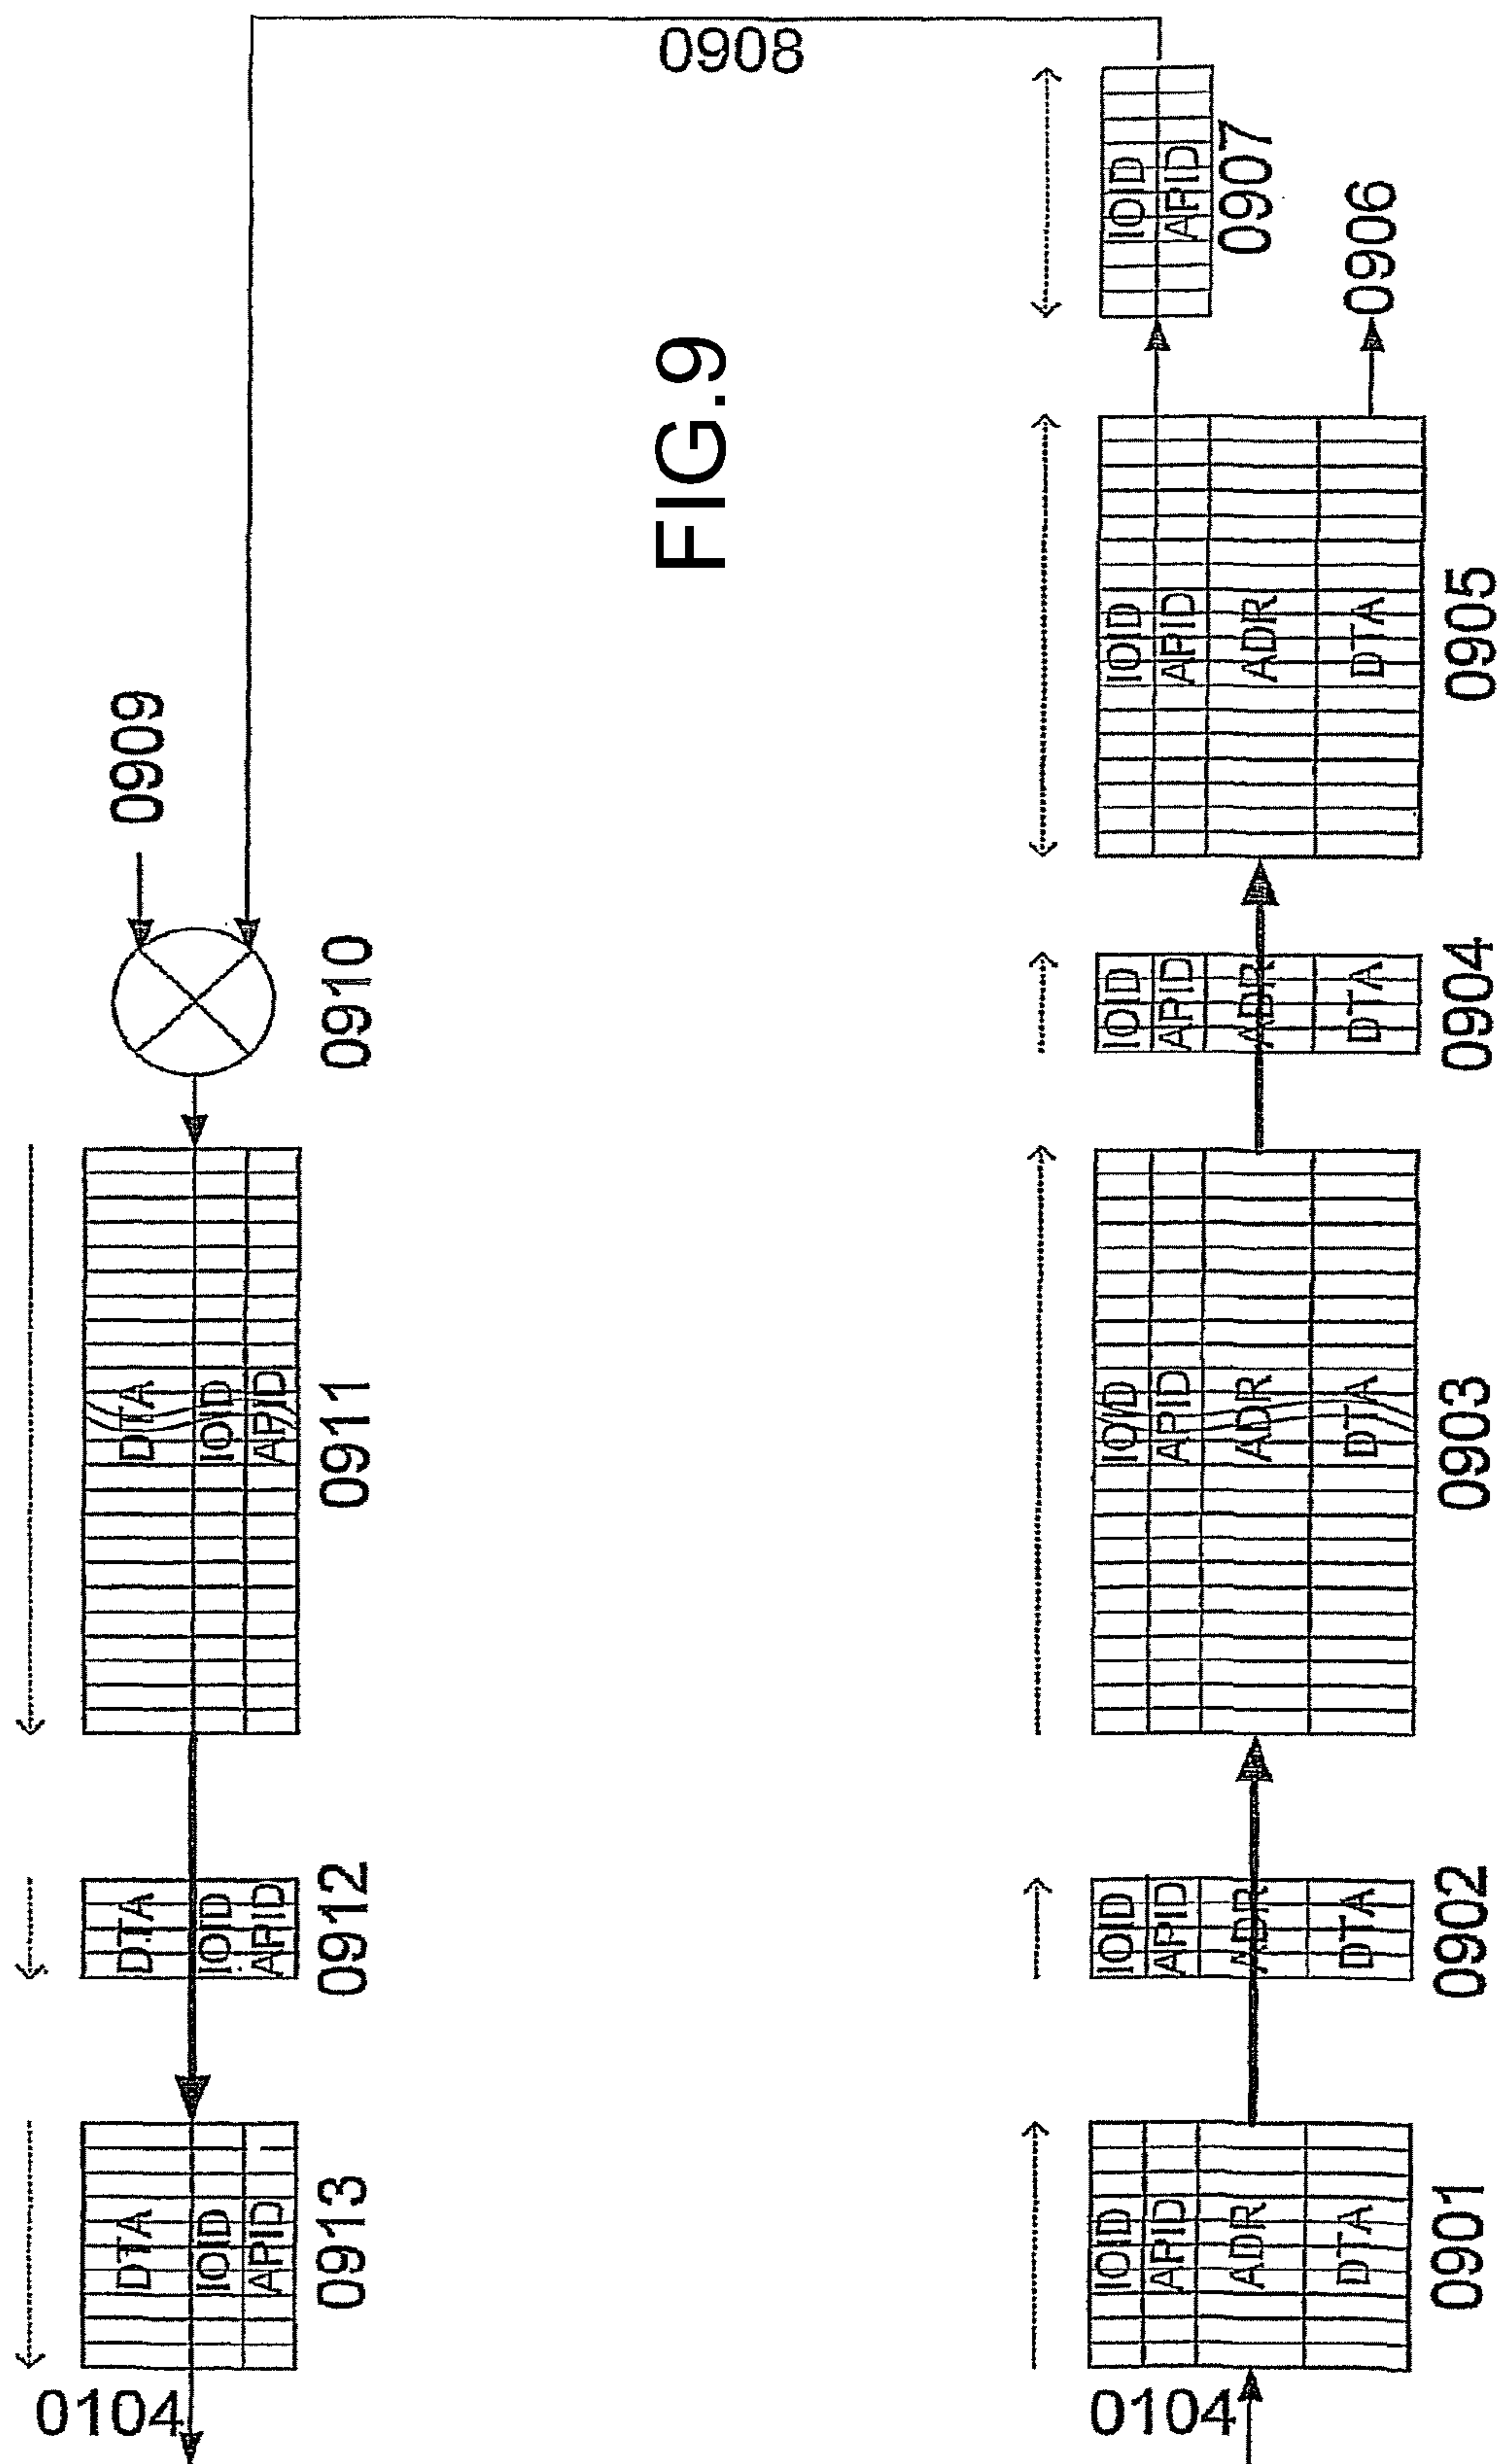 0104
DTA
IOID
APID
0913
DTA
IOID
APID
0912
DTA
IOID
APID
0911
0910
0909
0908
FIG.9
0104
IOID
APID
ADR
DTA
0901
IOID
APID
ADR
DTA
0902
IOID
APID
ADR
DTA
0903
IOID
APID
ADR
DTA
0904
IOID
APID
ADR
DTA
0905
0906
IOID
APID
0907